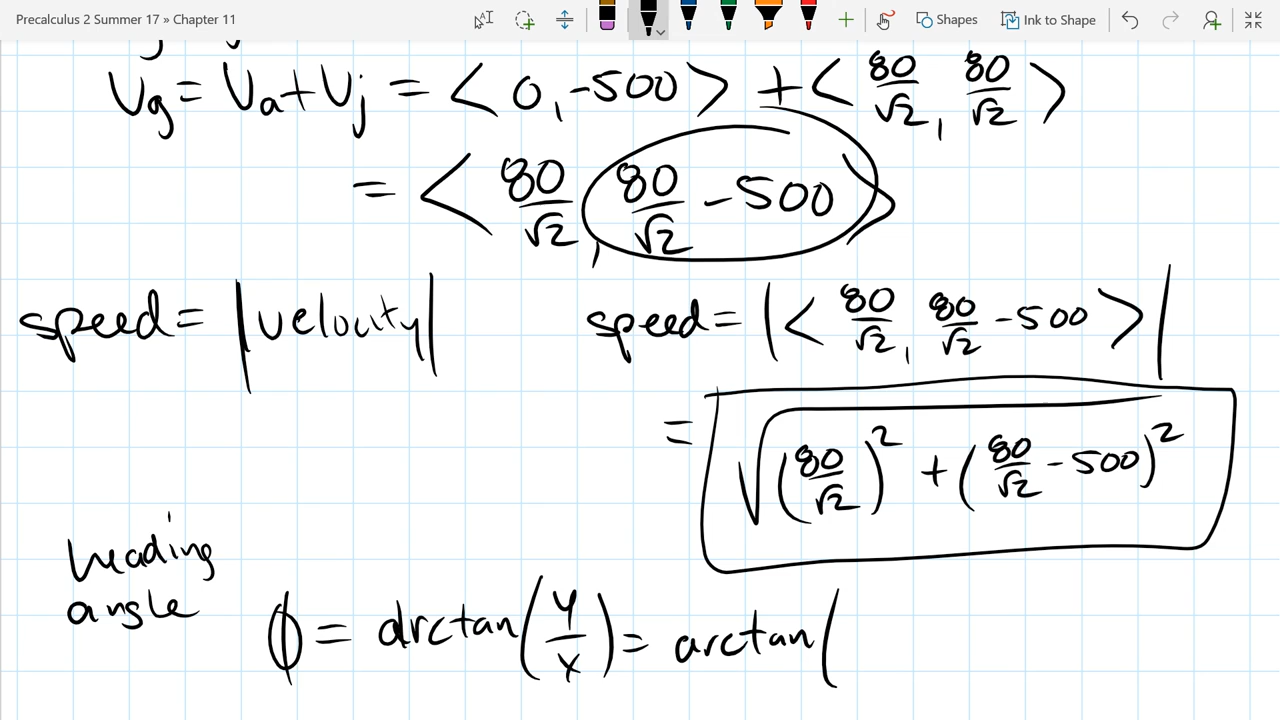 Precalculus 2 Summer 17 » Chapter 11
Shapes
Ink to Shape
Vg = Va + Vj = < 0, -500 > + < 80/√2, 80/√2 >
= < 80/√2, 80/√2 - 500 >
speed = |velocity|
speed = |< 80/√2, 80/√2 - 500 >|
= √((80/√2)² + (80/√2 - 500)²)
heading
angle
ϕ = arctan(y/x) = arctan(